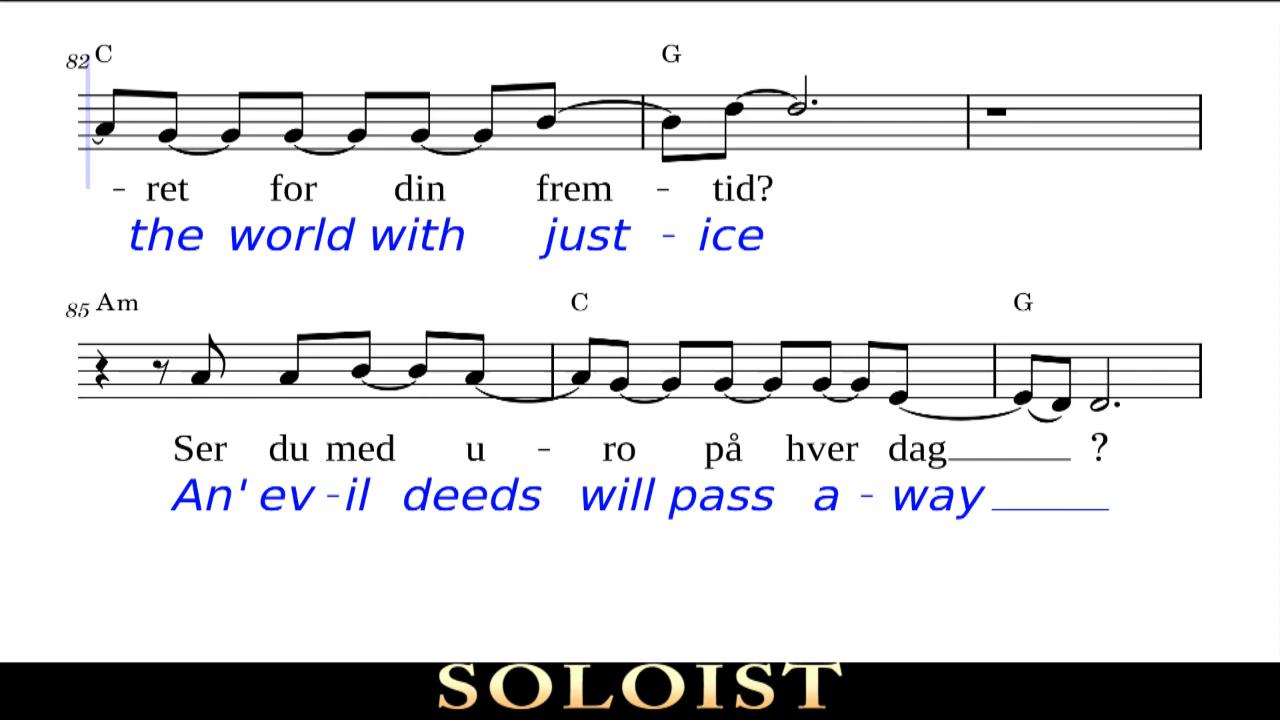 82 C G
- ret for din frem - tid?
the world with just - ice
85 Am C G
Ser du med u - ro på hver dag ?
An' ev - il deeds will pass a - way
SOLOIST